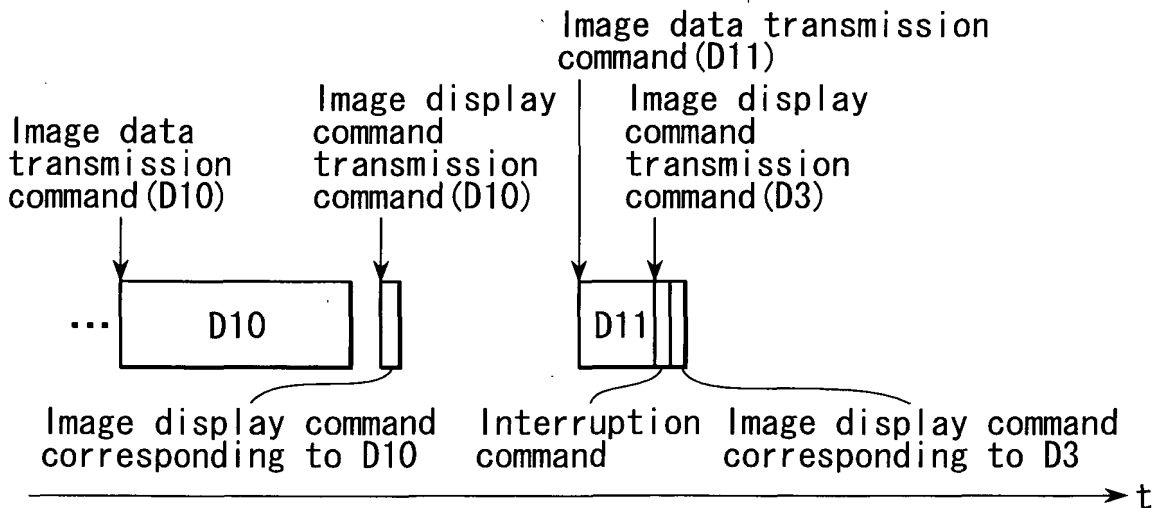 Image data transmission
command(D11)
Image display
command
transmission
command(D10)
Image display
command
transmission
command(D3)
Image data
transmission
command(D10)
...
D10
D11
Image display command
corresponding to D10
Interruption
command
Image display command
corresponding to D3
t